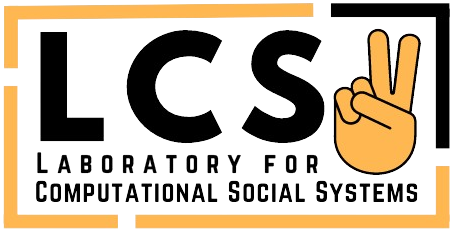 LCS
LABORATORY FOR
COMPUTATIONAL SOCIAL SYSTEMS